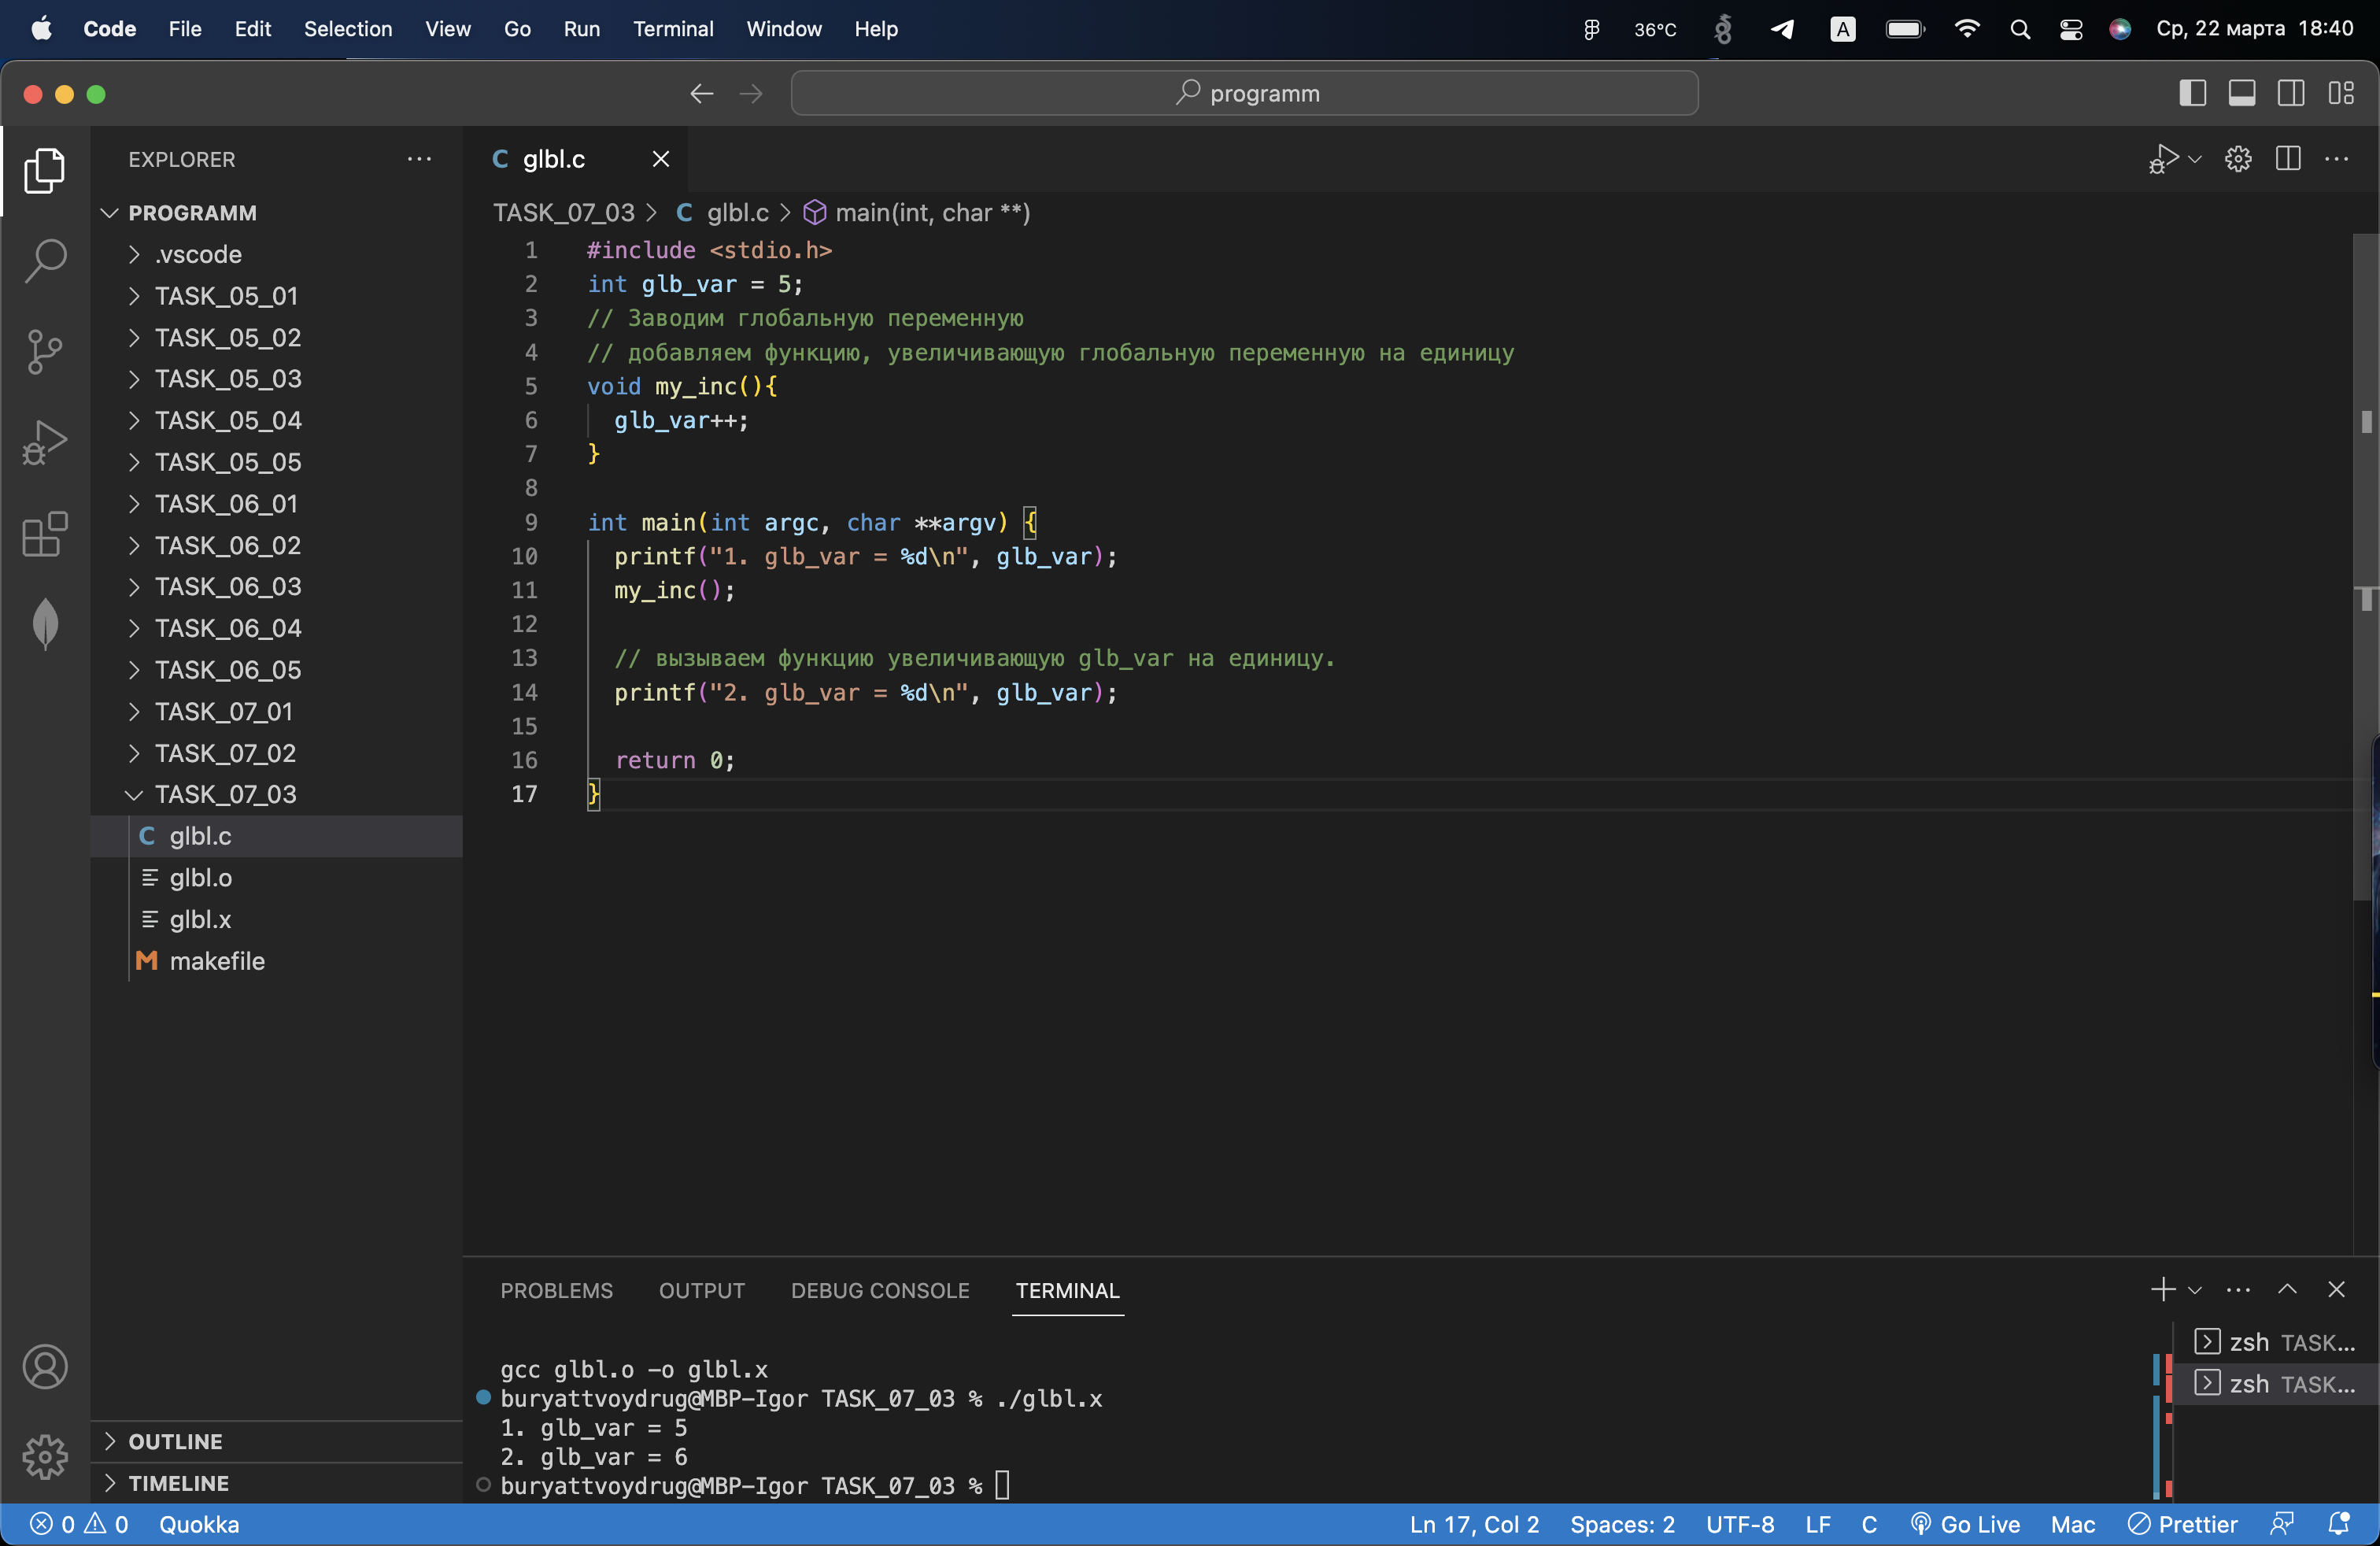 Code File Edit Selection View Go Run Terminal Window Help 36°C A Ср, 22 марта 18:40
programm
EXPLORER
PROGRAMM
.vscode
TASK_05_01
TASK_05_02
TASK_05_03
TASK_05_04
TASK_05_05
TASK_06_01
TASK_06_02
TASK_06_03
TASK_06_04
TASK_06_05
TASK_07_01
TASK_07_02
TASK_07_03
C glbl.c
glbl.o
glbl.x
M makefile
OUTLINE
TIMELINE
C glbl.c
TASK_07_03 > C glbl.c > main(int, char **)
1 #include <stdio.h>
2 int glb_var = 5;
3 // Заводим глобальную переменную
4 // добавляем функцию, увеличивающую глобальную переменную на единицу
5 void my_inc(){
6 glb_var++;
7 }
8
9 int main(int argc, char **argv) {
10 printf("1. glb_var = %d\n", glb_var);
11 my_inc();
12
13 // вызываем функцию увеличивающую glb_var на единицу.
14 printf("2. glb_var = %d\n", glb_var);
15
16 return 0;
17 }
PROBLEMS OUTPUT DEBUG CONSOLE TERMINAL
gcc glbl.o -o glbl.x
buryattvoydrug@MBP-Igor TASK_07_03 % ./glbl.x
1. glb_var = 5
2. glb_var = 6
buryattvoydrug@MBP-Igor TASK_07_03 %
zsh TASK...
zsh TASK...
0 0 Quokka Ln 17, Col 2 Spaces: 2 UTF-8 LF C Go Live Mac Prettier